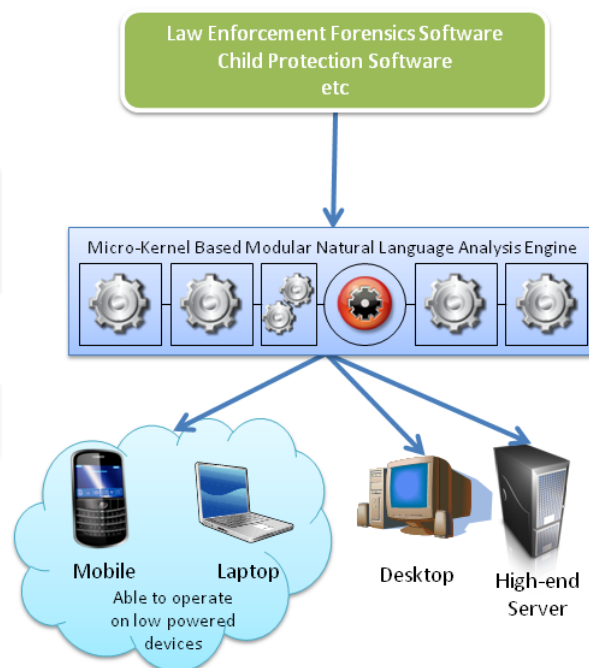 Law Enforcement Forensics Software
Child Protection Software
etc
Micro-Kernel Based Modular Natural Language Analysis Engine
Mobile
Laptop
Able to operate
on low powered
devices
Desktop
High-end
Server